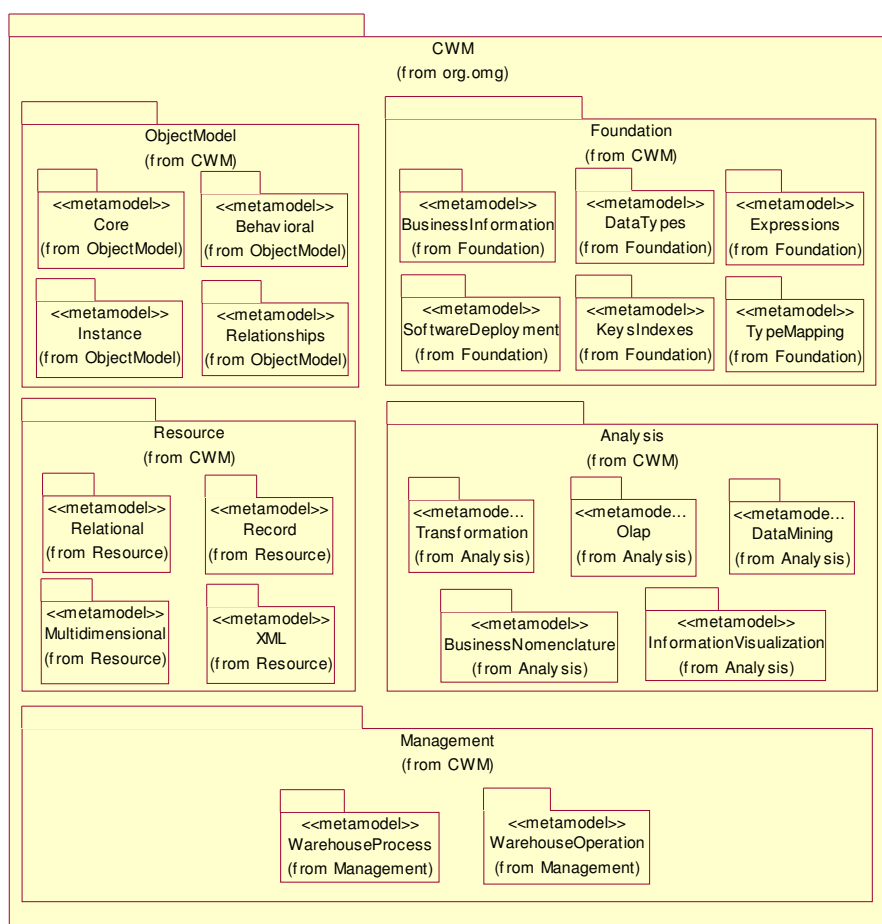 CWM
(from org.omg)
ObjectModel
(from CWM)
<<metamodel>>
Core
(from ObjectModel)
<<metamodel>>
Behavioral
(from ObjectModel)
<<metamodel>>
Instance
(from ObjectModel)
<<metamodel>>
Relationships
(from ObjectModel)
Foundation
(from CWM)
<<metamodel>>
BusinessInformation
(from Foundation)
<<metamodel>>
DataTypes
(from Foundation)
<<metamodel>>
Expressions
(from Foundation)
<<metamodel>>
SoftwareDeployment
(from Foundation)
<<metamodel>>
KeysIndexes
(from Foundation)
<<metamodel>>
TypeMapping
(from Foundation)
Resource
(from CWM)
<<metamodel>>
Relational
(from Resource)
<<metamodel>>
Record
(from Resource)
<<metamodel>>
Multidimensional
(from Resource)
<<metamodel>>
XML
(from Resource)
Analysis
(from CWM)
<<metamode...
Transformation
(from Analysis)
<<metamode...
Olap
(from Analysis)
<<metamode...
DataMining
(from Analysis)
<<metamodel>>
BusinessNomenclature
(from Analysis)
<<metamodel>>
InformationVisualization
(from Analysis)
Management
(from CWM)
<<metamodel>>
WarehouseProcess
(from Management)
<<metamodel>>
WarehouseOperation
(from Management)